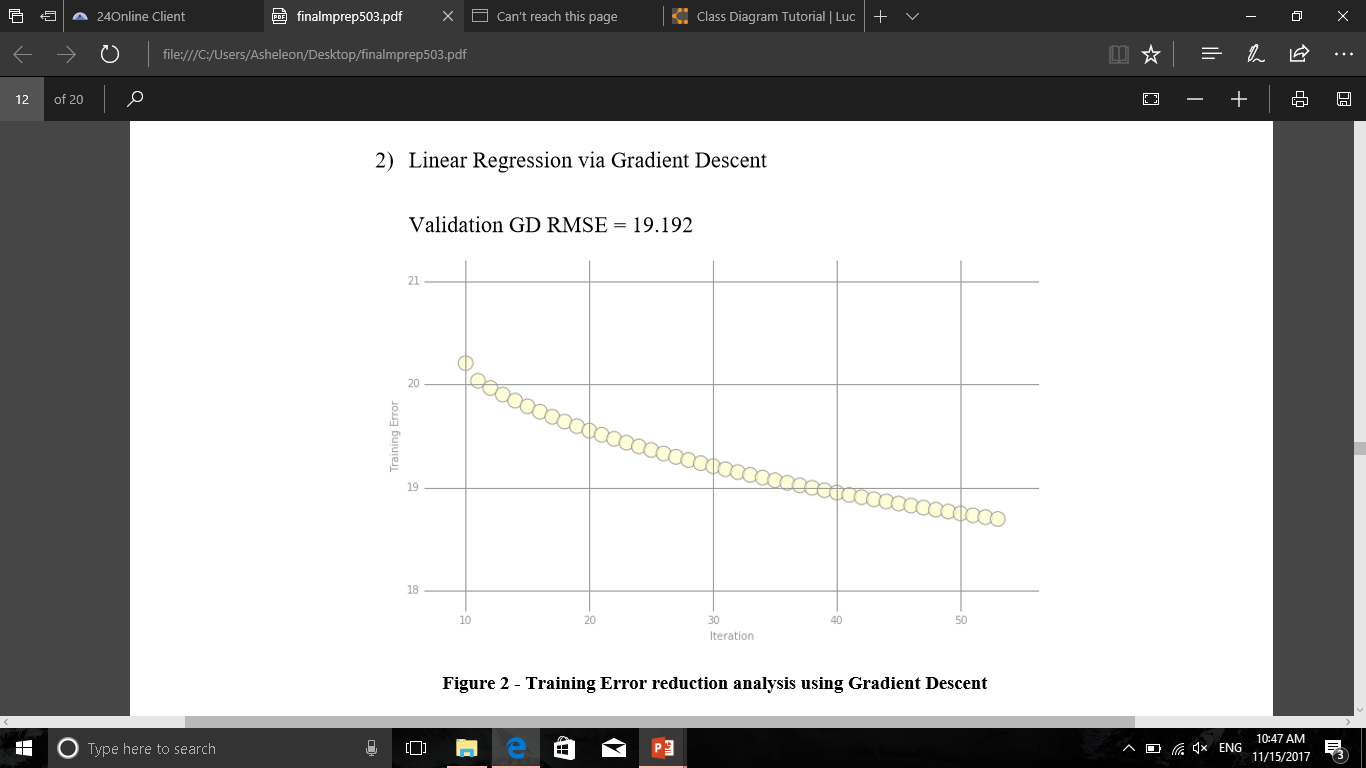 24Online Client
finalmprep503.pdf
Can't reach this page
Class Diagram Tutorial | Luc
file:///C:/Users/Asheleon/Desktop/finalmprep503.pdf
12 of 20
2) Linear Regression via Gradient Descent
Validation GD RMSE = 19.192
21
20
19
18
Training Error
10 20 30 40 50
Iteration
Figure 2 - Training Error reduction analysis using Gradient Descent
Type here to search
ENG
10:47 AM
11/15/2017
3